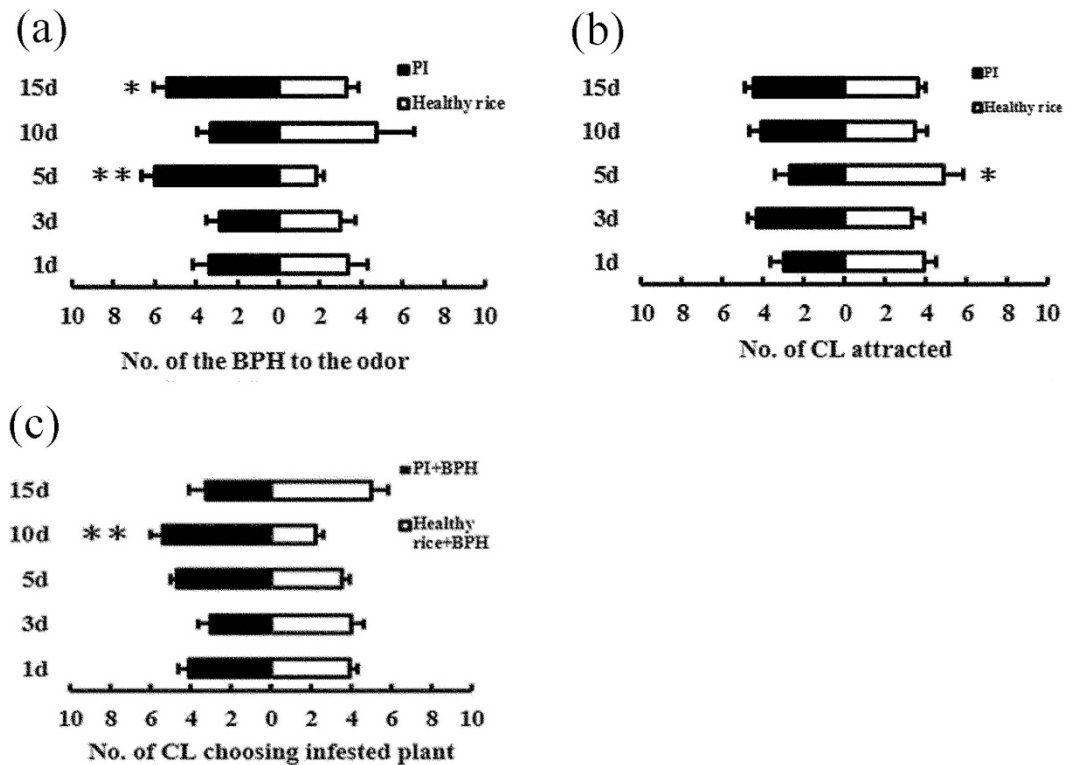 (a)
PI
Healthy rice
15d *
10d
5d **
3d
1d
10 8 6 4 2 0 2 4 6 8 10
No. of the BPH to the odor
(b)
PI
Healthy rice
15d
10d
5d *
3d
1d
10 8 6 4 2 0 2 4 6 8 10
No. of CL attracted
(c)
PI+BPH
Healthy
rice+BPH
15d
10d **
5d
3d
1d
10 8 6 4 2 0 2 4 6 8 10
No. of CL choosing infested plant